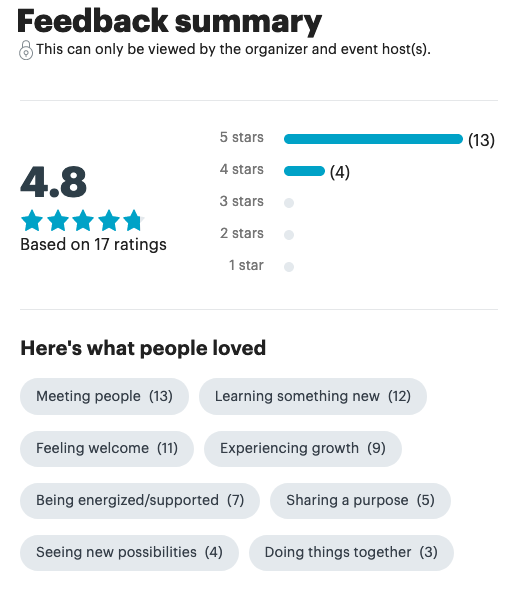 Feedback summary
This can only be viewed by the organizer and event host(s).
5 stars (13)
4 stars (4)
4.8
3 stars
2 stars
Based on 17 ratings
1 star
Here's what people loved
Meeting people (13) Learning something new (12)
Feeling welcome (11) Experiencing growth (9)
Being energized/supported (7) Sharing a purpose (5)
Seeing new possibilities (4) Doing things together (3)